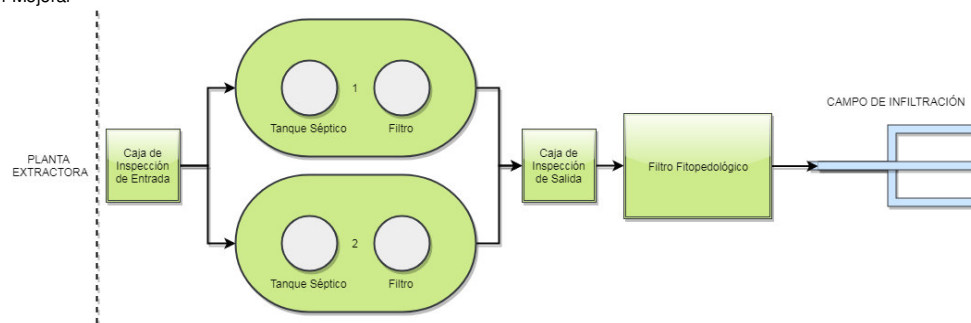 PLANTA
EXTRACTORA
Caja de
Inspección
de Entrada
1
Tanque Séptico
Filtro
2
Tanque Séptico
Filtro
Caja de
Inspección
de Salida
Filtro Fitopedológico
CAMPO DE INFILTRACIÓN